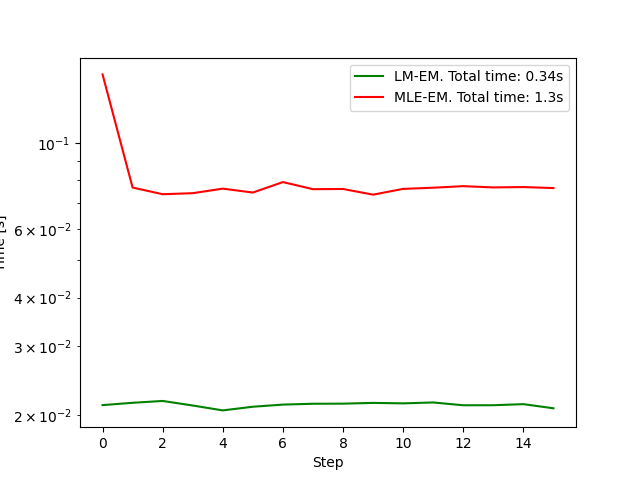 LM-EM. Total time: 0.34s
MLE-EM. Total time: 1.3s
10⁻¹
6 × 10⁻²
4 × 10⁻²
3 × 10⁻²
2 × 10⁻²
[s]
0 2 4 6 8 10 12 14
Step